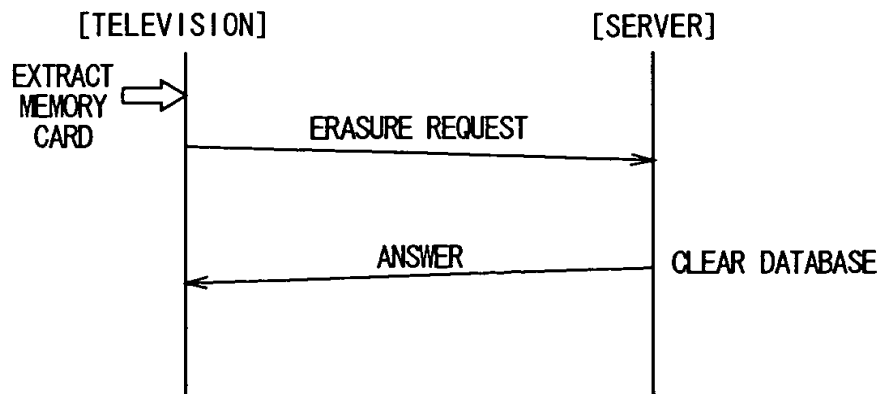 [TELEVISION]
[SERVER]
EXTRACT
MEMORY
CARD
ERASURE REQUEST
ANSWER
CLEAR DATABASE